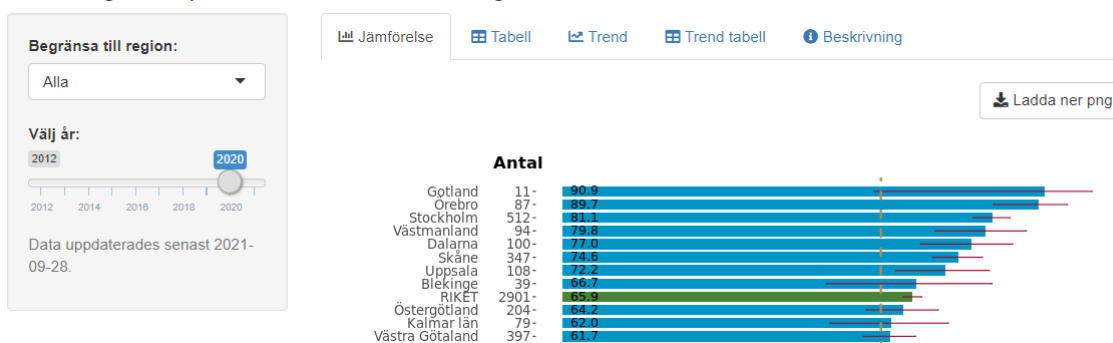 Begränsa till region:
Alla
Välj år:
2012 2020
2012 2014 2016 2018 2020
Data uppdaterades senast 2021-
09-28.
Jämförelse Tabell Trend Trend tabell Beskrivning
Ladda ner png
Antal
Gotland 11- 90.9
Örebro 87- 89.7
Stockholm 512- 81.1
Västmanland 94- 79.8
Dalarna 100- 77.0
Skåne 347- 74.6
Uppsala 108- 72.2
Blekinge 39- 66.7
RIKET 2901- 65.9
Östergötland 204- 64.2
Kalmar län 79- 62.0
Västra Götaland 397- 61.7